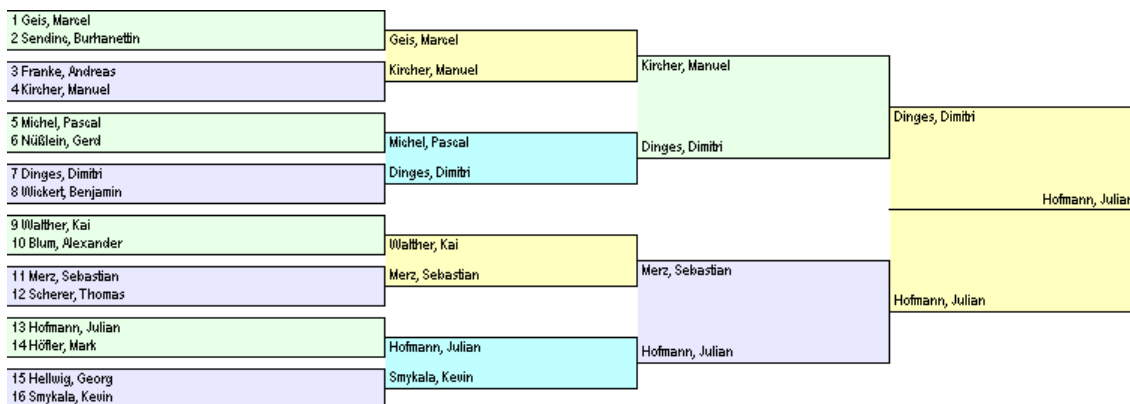 1 Geis, Marcel
2 Sendinc, Burhanettin
3 Franke, Andreas
4 Kircher, Manuel
5 Michel, Pascal
6 Nüßlein, Gerd
7 Dinges, Dimitri
8 Wickert, Benjamin
9 Walther, Kai
10 Blum, Alexander
11 Merz, Sebastian
12 Scherer, Thomas
13 Hofmann, Julian
14 Höfler, Mark
15 Hellwig, Georg
16 Smykala, Kevin
Geis, Marcel
Kircher, Manuel
Michel, Pascal
Dinges, Dimitri
Walther, Kai
Merz, Sebastian
Hofmann, Julian
Smykala, Kevin
Kircher, Manuel
Dinges, Dimitri
Merz, Sebastian
Hofmann, Julian
Dinges, Dimitri
Hofmann, Julian
Hofmann, Julian